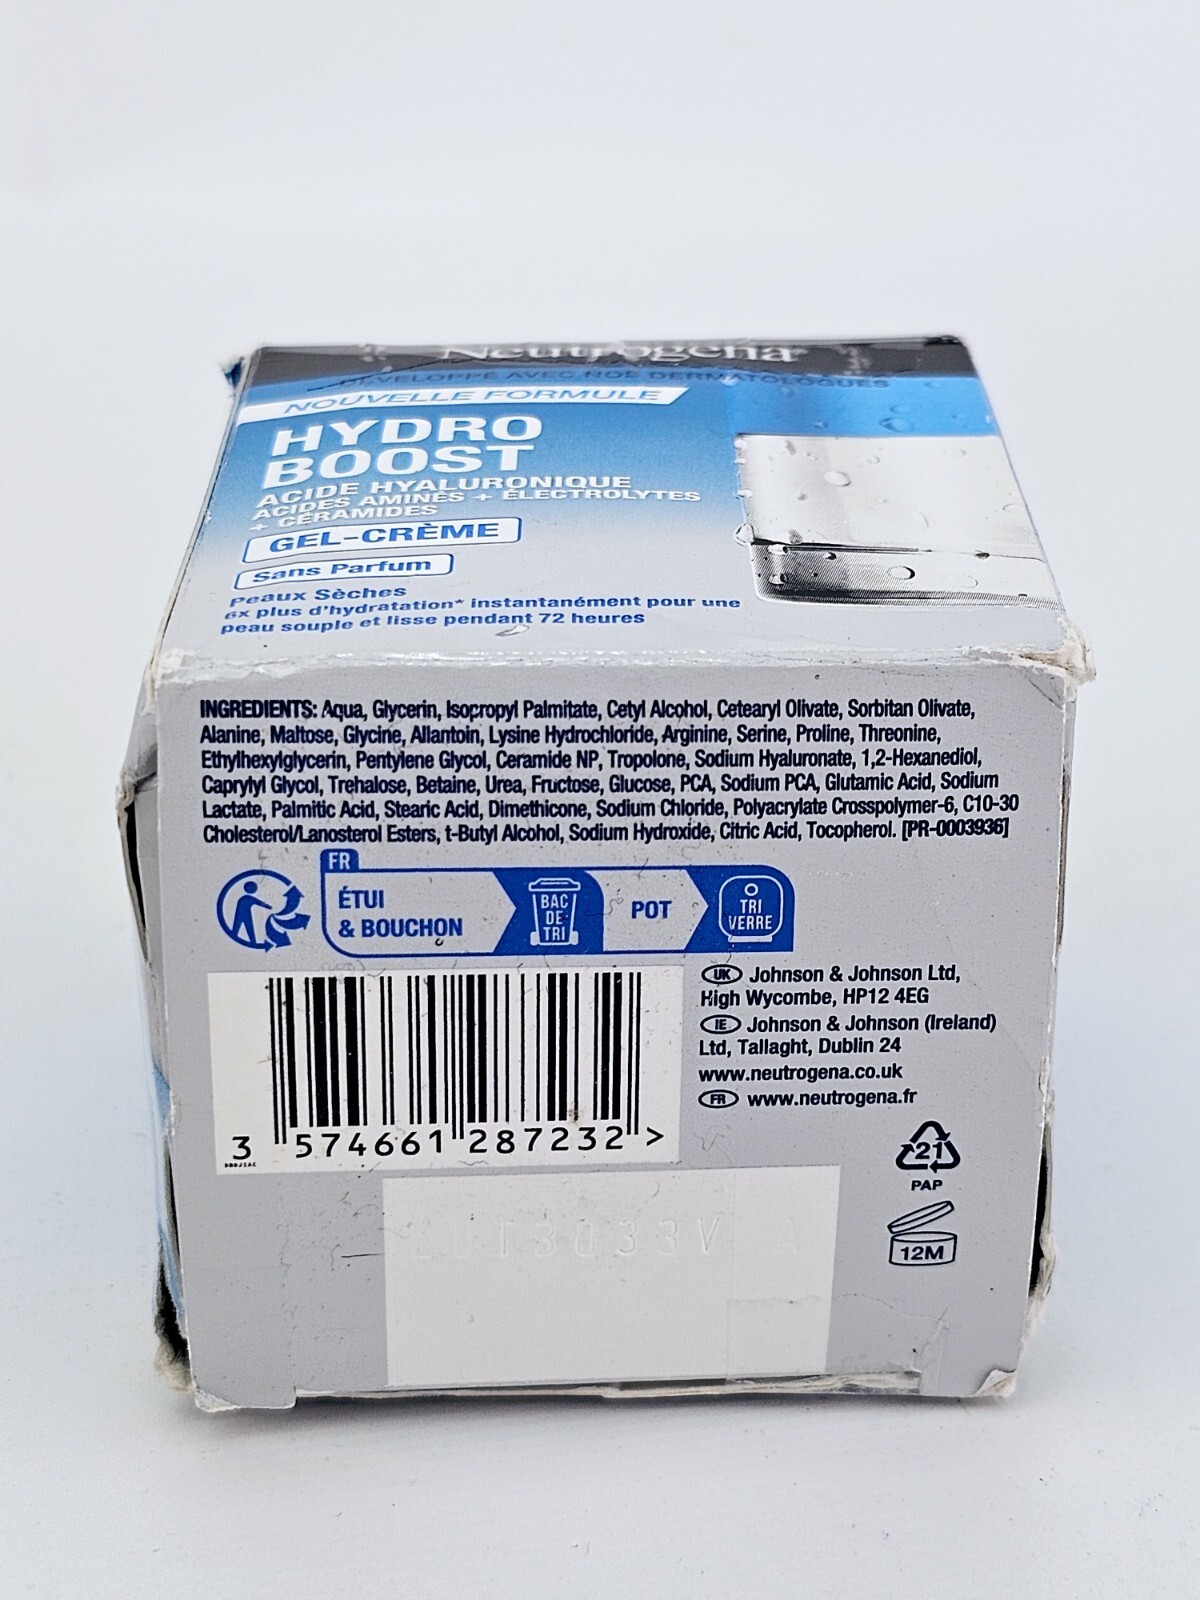 Neutrogena
DÉVELOPPÉ AVEC NOS DERMATOLOGUES
NOUVELLE FORMULE
HYDRO
BOOST
ACIDE HYALURONIQUE
ACIDES AMINÉS + ÉLECTROLYTES
+ CÉRAMIDES
GEL-CRÈME
Sans Parfum
Peaux Sèches
6x plus d'hydratation* instantanément pour une
peau souple et lisse pendant 72 heures
INGREDIENTS: Aqua, Glycerin, Isopropyl Palmitate, Cetyl Alcohol, Cetearyl Olivate, Sorbitan Olivate,
Alanine, Maltose, Glycine, Allantoin, Lysine Hydrochloride, Arginine, Serine, Proline, Threonine,
Ethylhexylglycerin, Pentylene Glycol, Ceramide NP, Tropolone, Sodium Hyaluronate, 1,2-Hexanediol,
Caprylyl Glycol, Trehalose, Betaine, Urea, Fructose, Glucose, PCA, Sodium PCA, Glutamic Acid, Sodium
Lactate, Palmitic Acid, Stearic Acid, Dimethicone, Sodium Chloride, Polyacrylate Crosspolymer-6, C10-30
Cholesterol/Lanosterol Esters, t-Butyl Alcohol, Sodium Hydroxide, Citric Acid, Tocopherol. [PR-0003936]
FR
ÉTUI
& BOUCHON
BAC
DE
TRI
POT
TRI
VERRE
UK Johnson & Johnson Ltd,
High Wycombe, HP12 4EG
IE Johnson & Johnson (Ireland)
Ltd, Tallaght, Dublin 24
www.neutrogena.co.uk
FR www.neutrogena.fr
3 574661 287232 >
21
PAP
12M